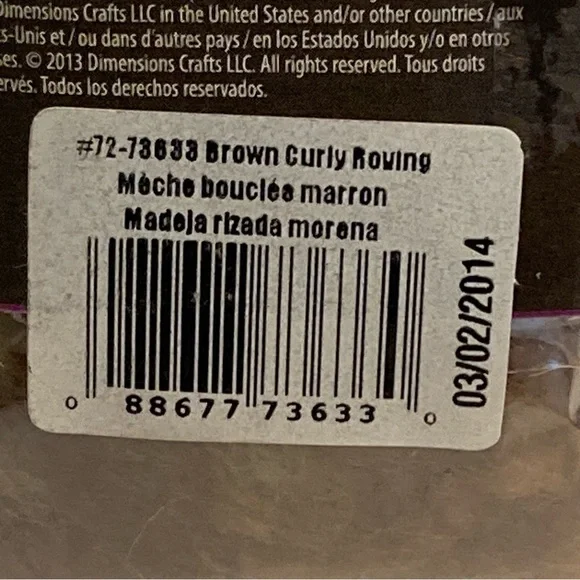 Dimensions Crafts LLC in the United States and/or other countries / aux
s-Unis et / ou dans d'autres pays / en los Estados Unidos y/o en otros
ses. © 2013 Dimensions Crafts LLC. All rights reserved. Tous droits
ervés. Todos los derechos reservados.
#72-73633 Brown Curly Roving
Mèche bouclée marron
Madeja rizada morena
03/02/2014
0 88677 73633 0